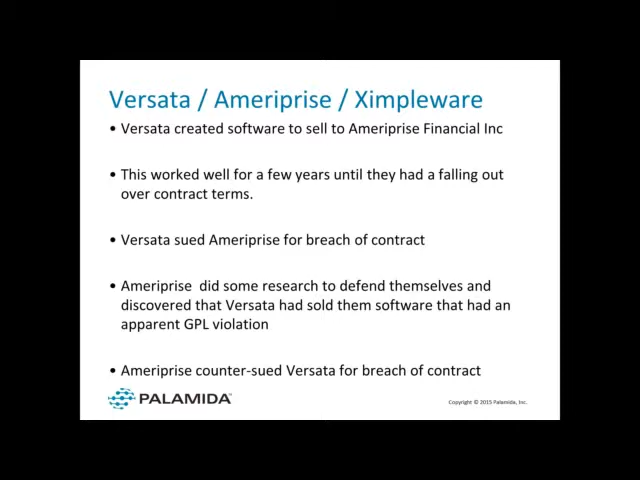 Versata / Ameriprise / Ximpleware
• Versata created software to sell to Ameriprise Financial Inc
• This worked well for a few years until they had a falling out
over contract terms.
• Versata sued Ameriprise for breach of contract
• Ameriprise did some research to defend themselves and
discovered that Versata had sold them software that had an
apparent GPL violation
• Ameriprise counter-sued Versata for breach of contract
PALAMIDA
Copyright © 2015 Palamida, Inc.